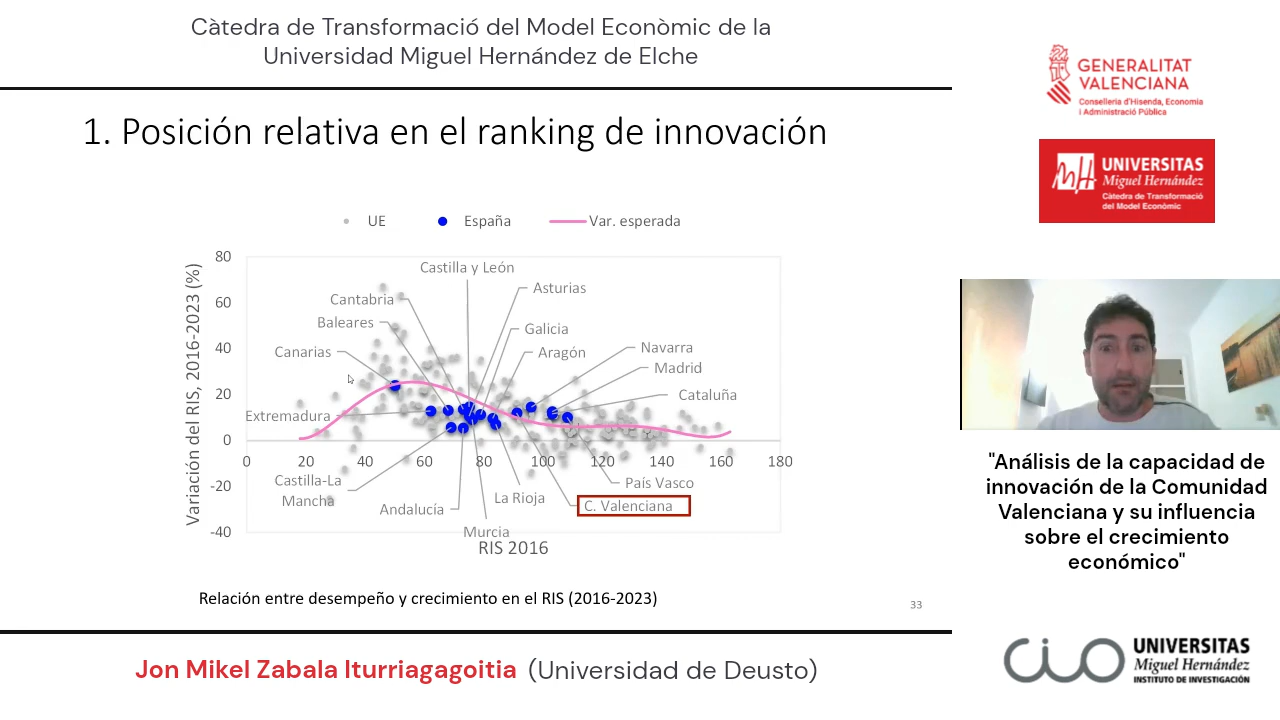 Càtedra de Transformació del Model Econòmic de la
Universidad Miguel Hernández de Elche
1. Posición relativa en el ranking de innovación
UE
España
Var. esperada
Variación del RIS, 2016-2023 (%)
80
60
40
20
0
-20
-40
0
20
40
60
80
100
120
140
160
180
Castilla y León
Asturias
Cantabria
Baleares
Galicia
Canarias
Aragón
Navarra
Madrid
Cataluña
Extremadura
Castilla-La
Mancha
Andalucía
Murcia
La Rioja
País Vasco
C. Valenciana
RIS 2016
Relación entre desempeño y crecimiento en el RIS (2016-2023)
33
Jon Mikel Zabala Iturriagagoitia (Universidad de Deusto)
GENERALITAT
VALENCIANA
Conselleria d'Hisenda, Economia
i Administració Pública
UNIVERSITAS
Miguel Hernández
Càtedra de Transformació
del Model Econòmic
"Análisis de la capacidad de
innovación de la Comunidad
Valenciana y su influencia
sobre el crecimiento
económico"
CIO
UNIVERSITAS
Miguel Hernández
INSTITUTO DE INVESTIGACIÓN